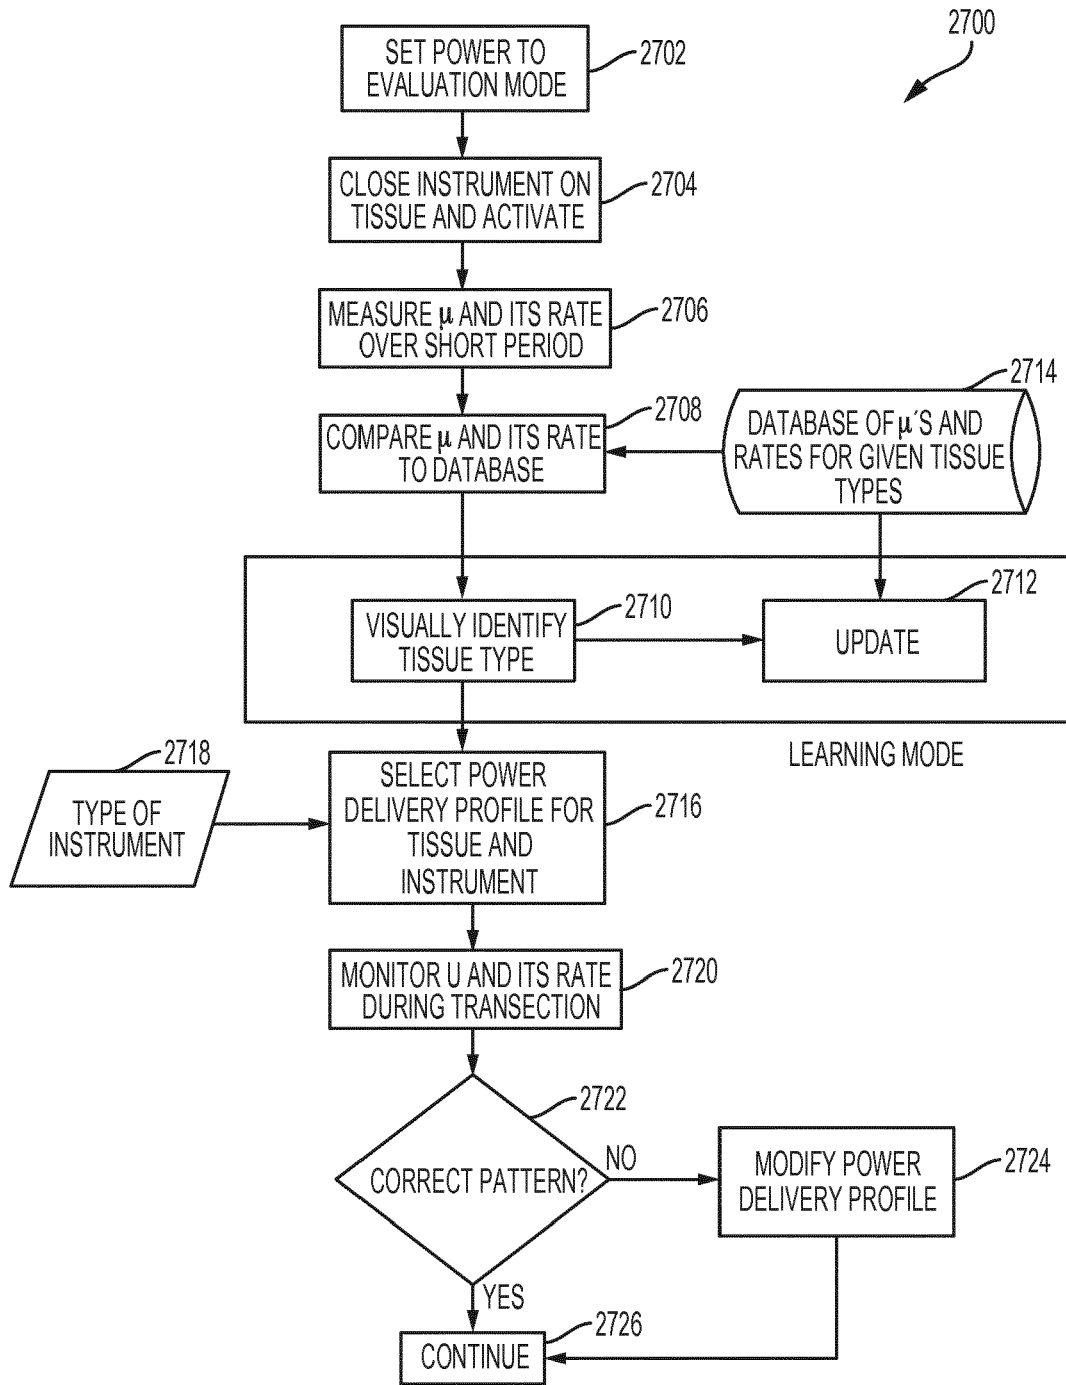 2700
SET POWER TO
EVALUATION MODE
2702
CLOSE INSTRUMENT ON
TISSUE AND ACTIVATE
2704
MEASURE μ AND ITS RATE
OVER SHORT PERIOD
2706
COMPARE μ AND ITS RATE
TO DATABASE
2708
DATABASE OF μ´S AND
RATES FOR GIVEN TISSUE
TYPES
2714
VISUALLY IDENTIFY
TISSUE TYPE
2710
UPDATE
2712
LEARNING MODE
TYPE OF
INSTRUMENT
2718
SELECT POWER
DELIVERY PROFILE FOR
TISSUE AND
INSTRUMENT
2716
MONITOR U AND ITS RATE
DURING TRANSECTION
2720
CORRECT PATTERN?
2722
NO
MODIFY POWER
DELIVERY PROFILE
2724
YES
CONTINUE
2726